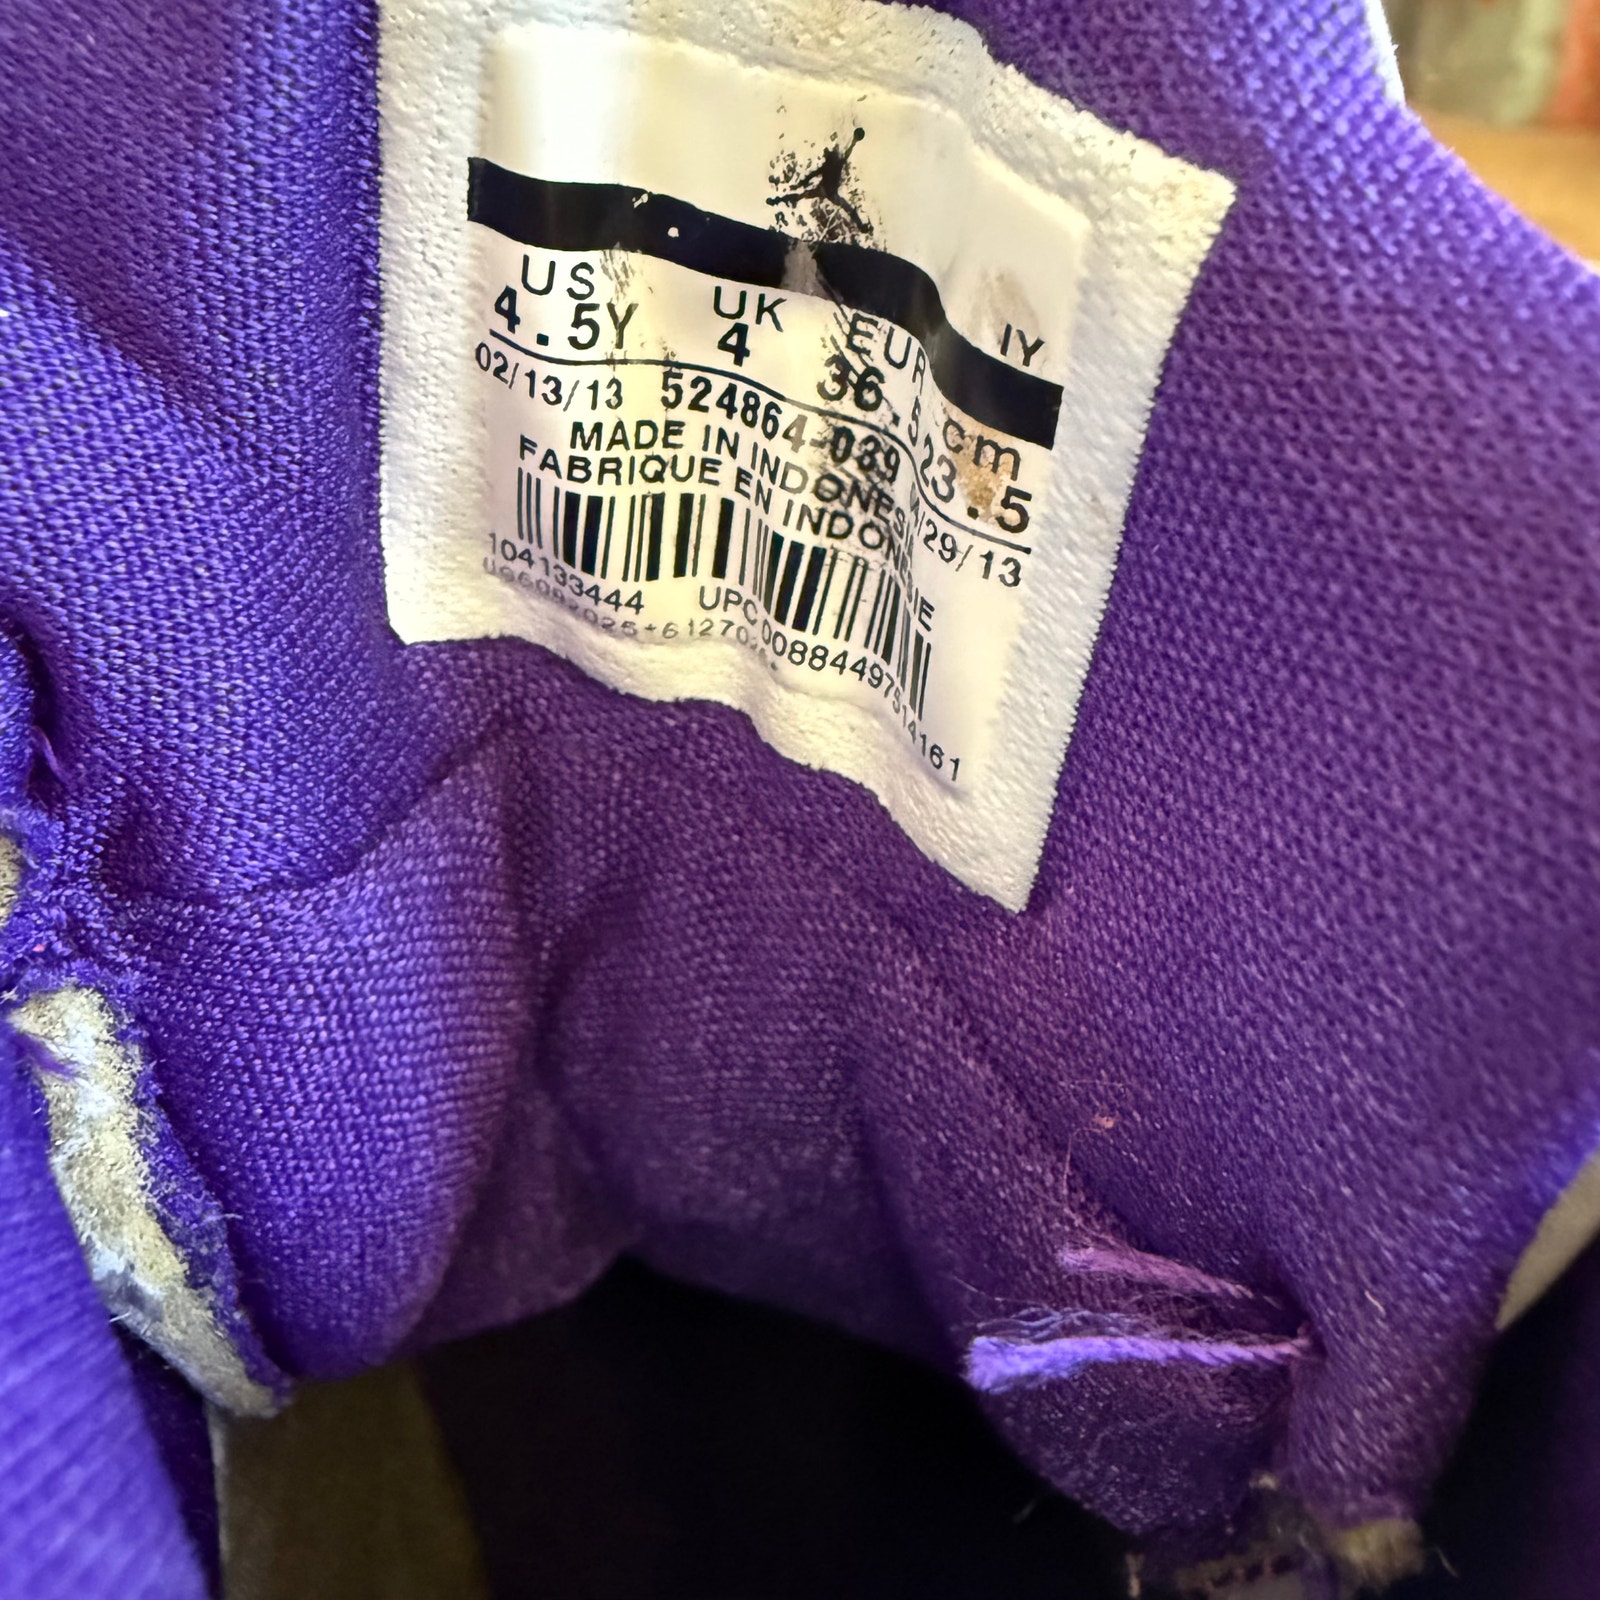 IY
US UK EUR cm
4.5Y 4 36.5 23.5
02/13/13 524864-039 04/29/13
MADE IN INDONESIA
FABRIQUE EN INDONESIE
104133444 UPC 00884497514161